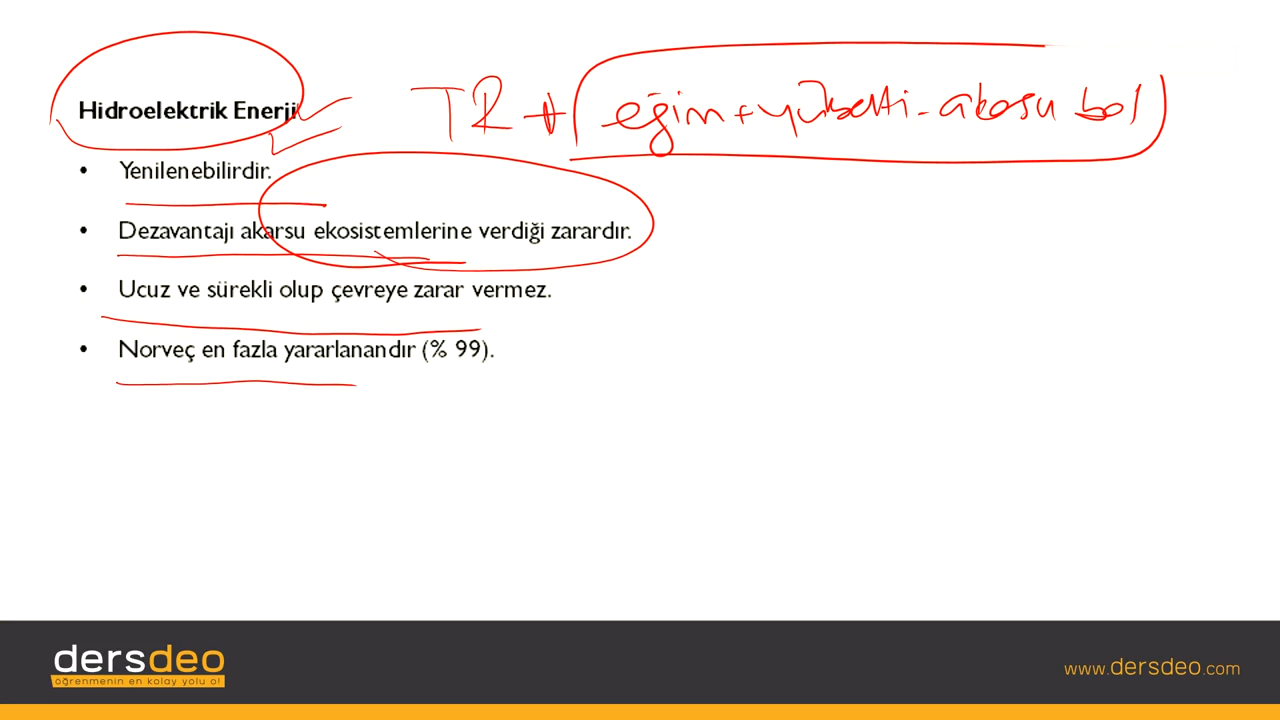 Hidroelektrik Enerji
TR + (eğim + yükselti - akarsu bol)
• Yenilenebilirdir.
• Dezavantajı akarsu ekosistemlerine verdiği zarardır.
• Ucuz ve sürekli olup çevreye zarar vermez.
• Norveç en fazla yararlanandır (% 99).
dersdeo
öğrenmenin en kolay yolu o!
www.dersdeo.com